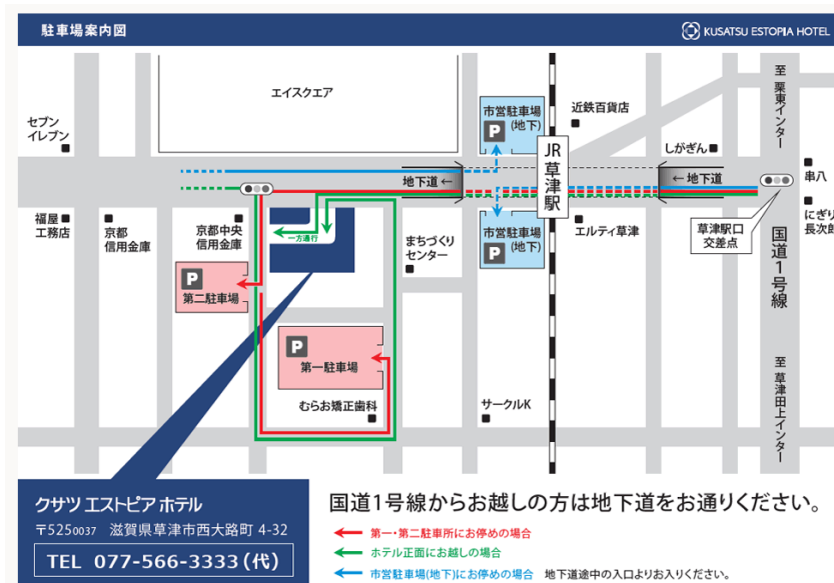 駐車場案内図
KUSATSU ESTOPIA HOTEL
エイスクエア
セブン
イレブン
市営駐車場
(地下)
P
近鉄百貨店
至 栗東インター
しがぎん
JR草津駅
地下道←
←地下道
串八
福屋
工務店
京都
信用金庫
京都中央
信用金庫
一方通行
まちづくり
センター
市営駐車場
(地下)
P
エルティ草津
草津駅口
交差点
国道1号線
にぎり
長次郎
P
第二駐車場
P
第一駐車場
むらお矯正歯科
サークルK
至 草津田上インター
クサツ エストピア ホテル
〒5250037 滋賀県草津市西大路町 4-32
TEL 077-566-3333(代)
国道1号線からお越しの方は地下道をお通りください。
← 第一・第二駐車所にお停めの場合
← ホテル正面にお越しの場合
← 市営駐車場(地下)にお停めの場合 地下道途中の入口よりお入りください。